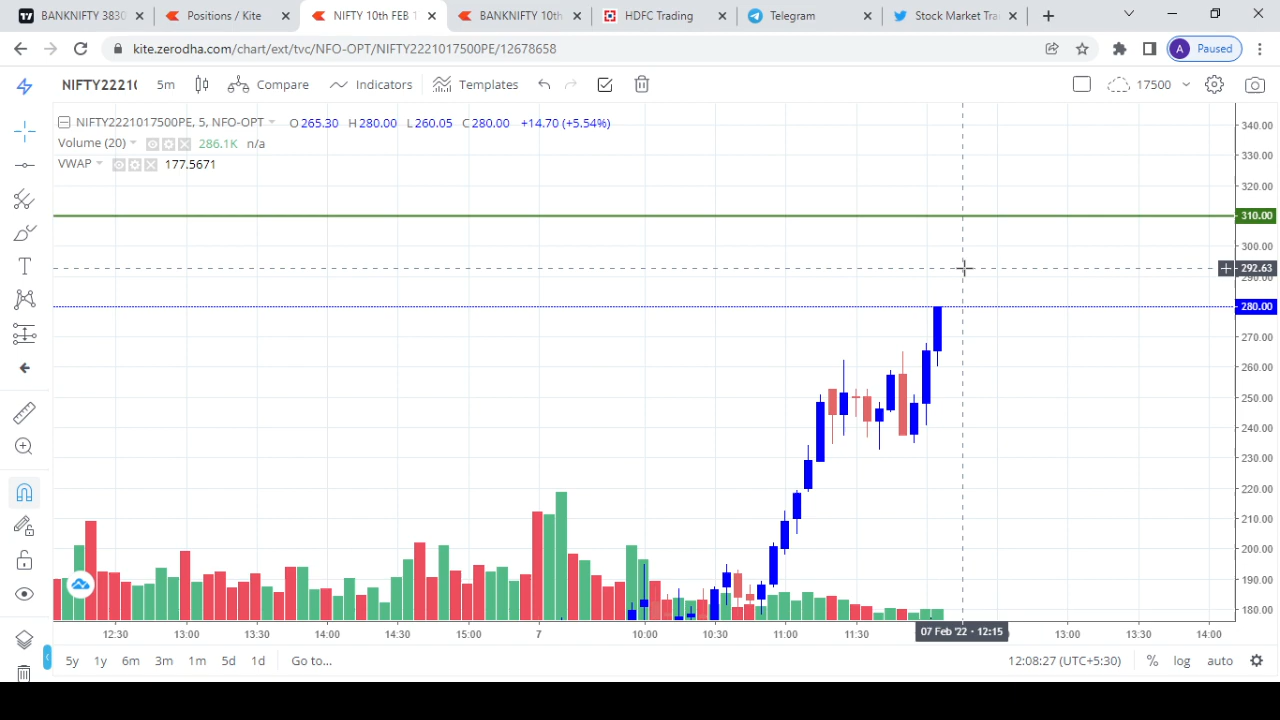 BANKNIFTY 3830
Positions / Kite
NIFTY 10th FEB 1
BANKNIFTY 10th
HDFC Trading
Telegram
Stock Market Tra
kite.zerodha.com/chart/ext/tvc/NFO-OPT/NIFTY2221017500PE/12678658
A Paused
NIFTY2221(
5m
Compare
Indicators
Templates
17500
NIFTY2221017500PE, 5, NFO-OPT O265.30 H280.00 L260.05 C280.00 +14.70 (+5.54%)
Volume (20) 286.1K n/a
VWAP 177.5671
340.00
330.00
320.00
310.00
300.00
292.63
290.00
280.00
270.00
260.00
250.00
240.00
230.00
220.00
210.00
200.00
190.00
180.00
12:30 13:00 13:30 14:00 14:30 15:00 7 10:00 10:30 11:00 11:30 07 Feb '22 - 12:15 13:00 13:30 14:00
5y 1y 6m 3m 1m 5d 1d Go to... 12:08:27 (UTC+5:30) % log auto